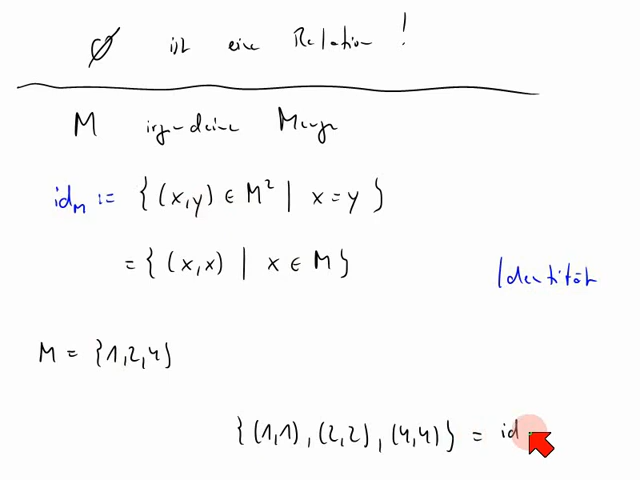 ∅ ist eine Relation !
M irgendeine Menge
id_M := { (x,y) ∈ M² | x = y }
= { (x,x) | x ∈ M }
Identität
M = {1,2,4}
{(1,1), (2,2), (4,4)} = id